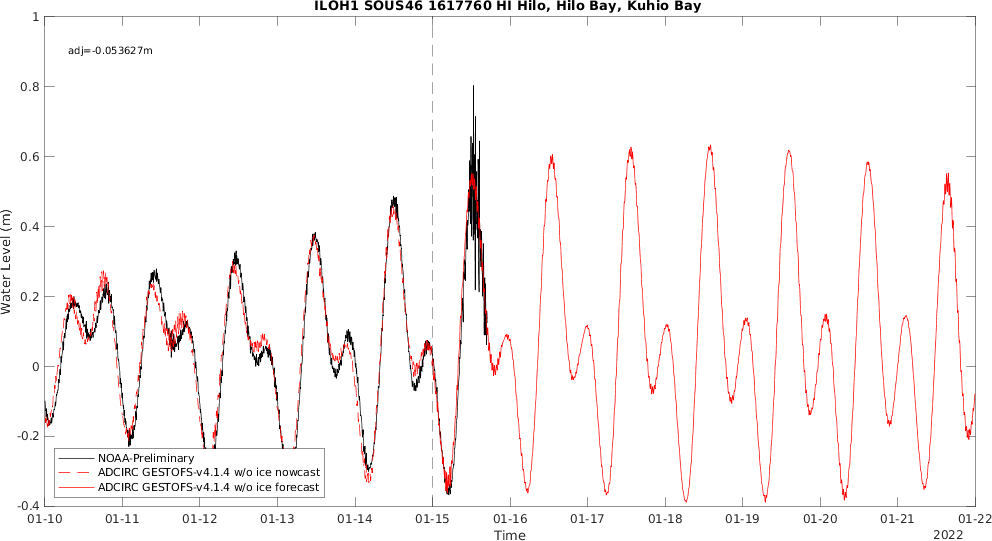 ILOH1 SOUS46 1617760 HI Hilo, Hilo Bay, Kuhio Bay
adj=-0.053627m
Water Level (m)
1
0.8
0.6
0.4
0.2
0
-0.2
-0.4
NOAA-Preliminary
ADCIRC GESTOFS-v4.1.4 w/o ice nowcast
ADCIRC GESTOFS-v4.1.4 w/o ice forecast
01-10 01-11 01-12 01-13 01-14 01-15 01-16 01-17 01-18 01-19 01-20 01-21 01-22
Time
2022